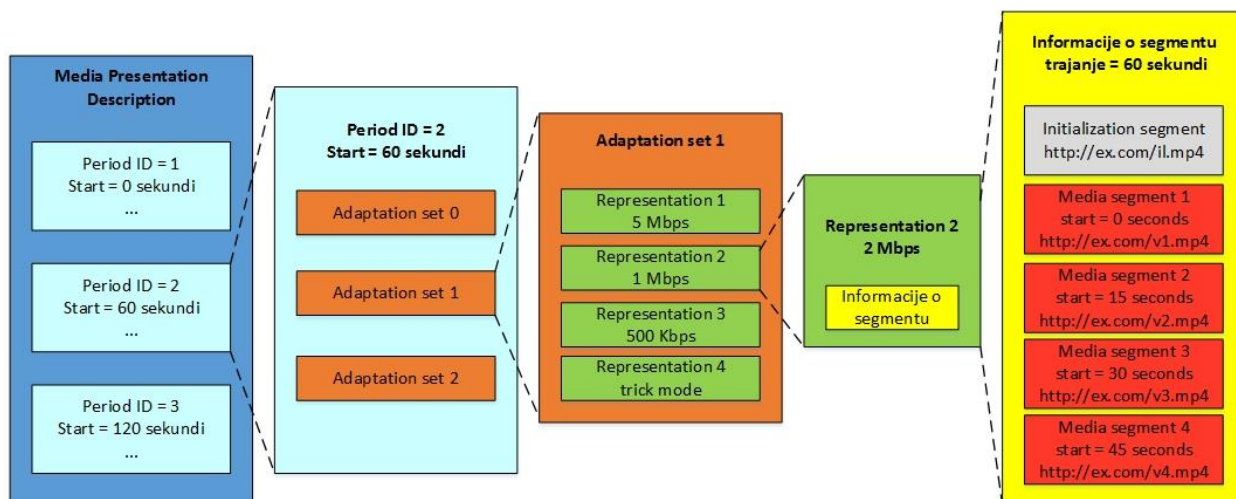 Media Presentation
Description
Period ID = 1
Start = 0 sekundi
...
Period ID = 2
Start = 60 sekundi
...
Period ID = 3
Start = 120 sekundi
...
Period ID = 2
Start = 60 sekundi
Adaptation set 0
Adaptation set 1
Adaptation set 2
Adaptation set 1
Representation 1
5 Mbps
Representation 2
1 Mbps
Representation 3
500 Kbps
Representation 4
trick mode
Representation 2
2 Mbps
Informacije o
segmentu
Informacije o segmentu
trajanje = 60 sekundi
Initialization segment
http://ex.com/il.mp4
Media segment 1
start = 0 seconds
http://ex.com/v1.mp4
Media segment 2
start = 15 seconds
http://ex.com/v2.mp4
Media segment 3
start = 30 seconds
http://ex.com/v3.mp4
Media segment 4
start = 45 seconds
http://ex.com/v4.mp4